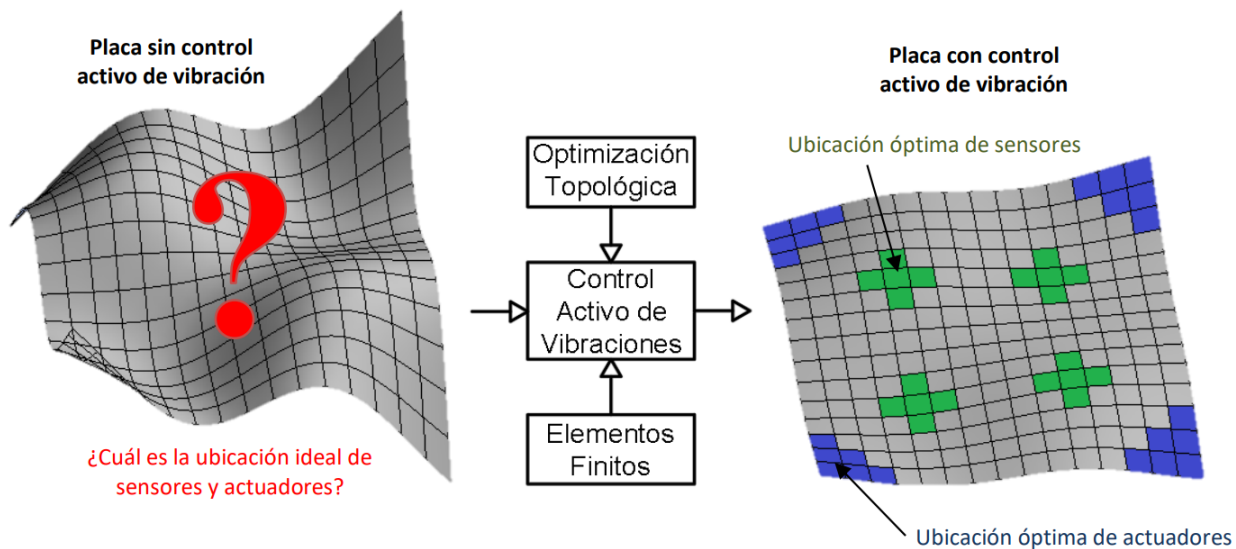 Placa sin control
activo de vibración
?
¿Cuál es la ubicación ideal de
sensores y actuadores?
Optimización
Topológica
Control
Activo de
Vibraciones
Elementos
Finitos
Placa con control
activo de vibración
Ubicación óptima de sensores
Ubicación óptima de actuadores